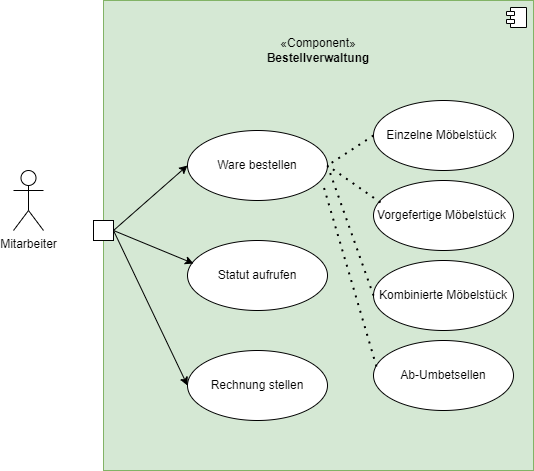 «Component»
Bestellverwaltung
Einzelne Möbelstück
Ware bestellen
Vorgefertige Möbelstück
Mitarbeiter
Statut aufrufen
Kombinierte Möbelstück
Rechnung stellen
Ab-Umbetsellen